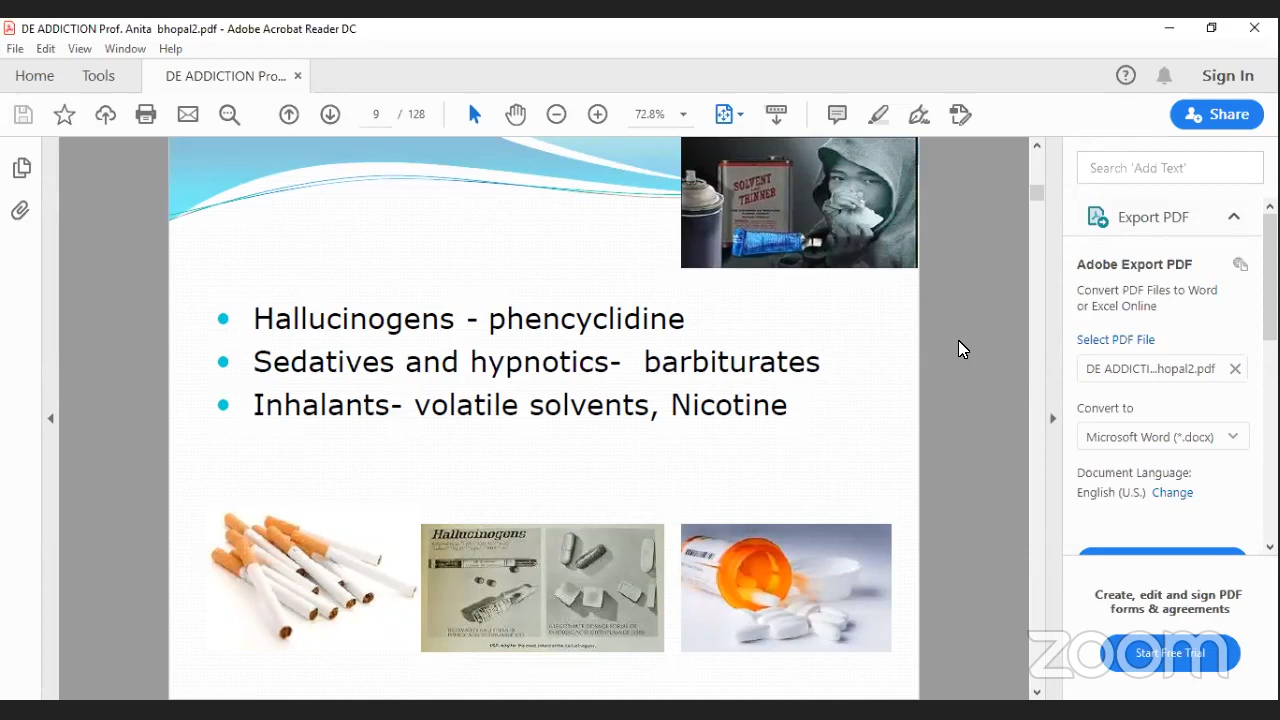 DE ADDICTION Prof. Anita  bhopal2.pdf - Adobe Acrobat Reader DC
File Edit View Window Help
Home Tools DE ADDICTION Pro... × Sign In
9 / 128 72.8% Share
SOLVENT
THINNER
Search 'Add Text'
Export PDF
Adobe Export PDF
Convert PDF Files to Word
or Excel Online
Select PDF File
DE ADDICTI...hopal2.pdf
Convert to
Microsoft Word (*.docx)
Document Language:
English (U.S.) Change
• Hallucinogens - phencyclidine
• Sedatives and hypnotics-  barbiturates
• Inhalants- volatile solvents, Nicotine
Hallucinogens
Create, edit and sign PDF
forms & agreements
Start Free Trial
zoom